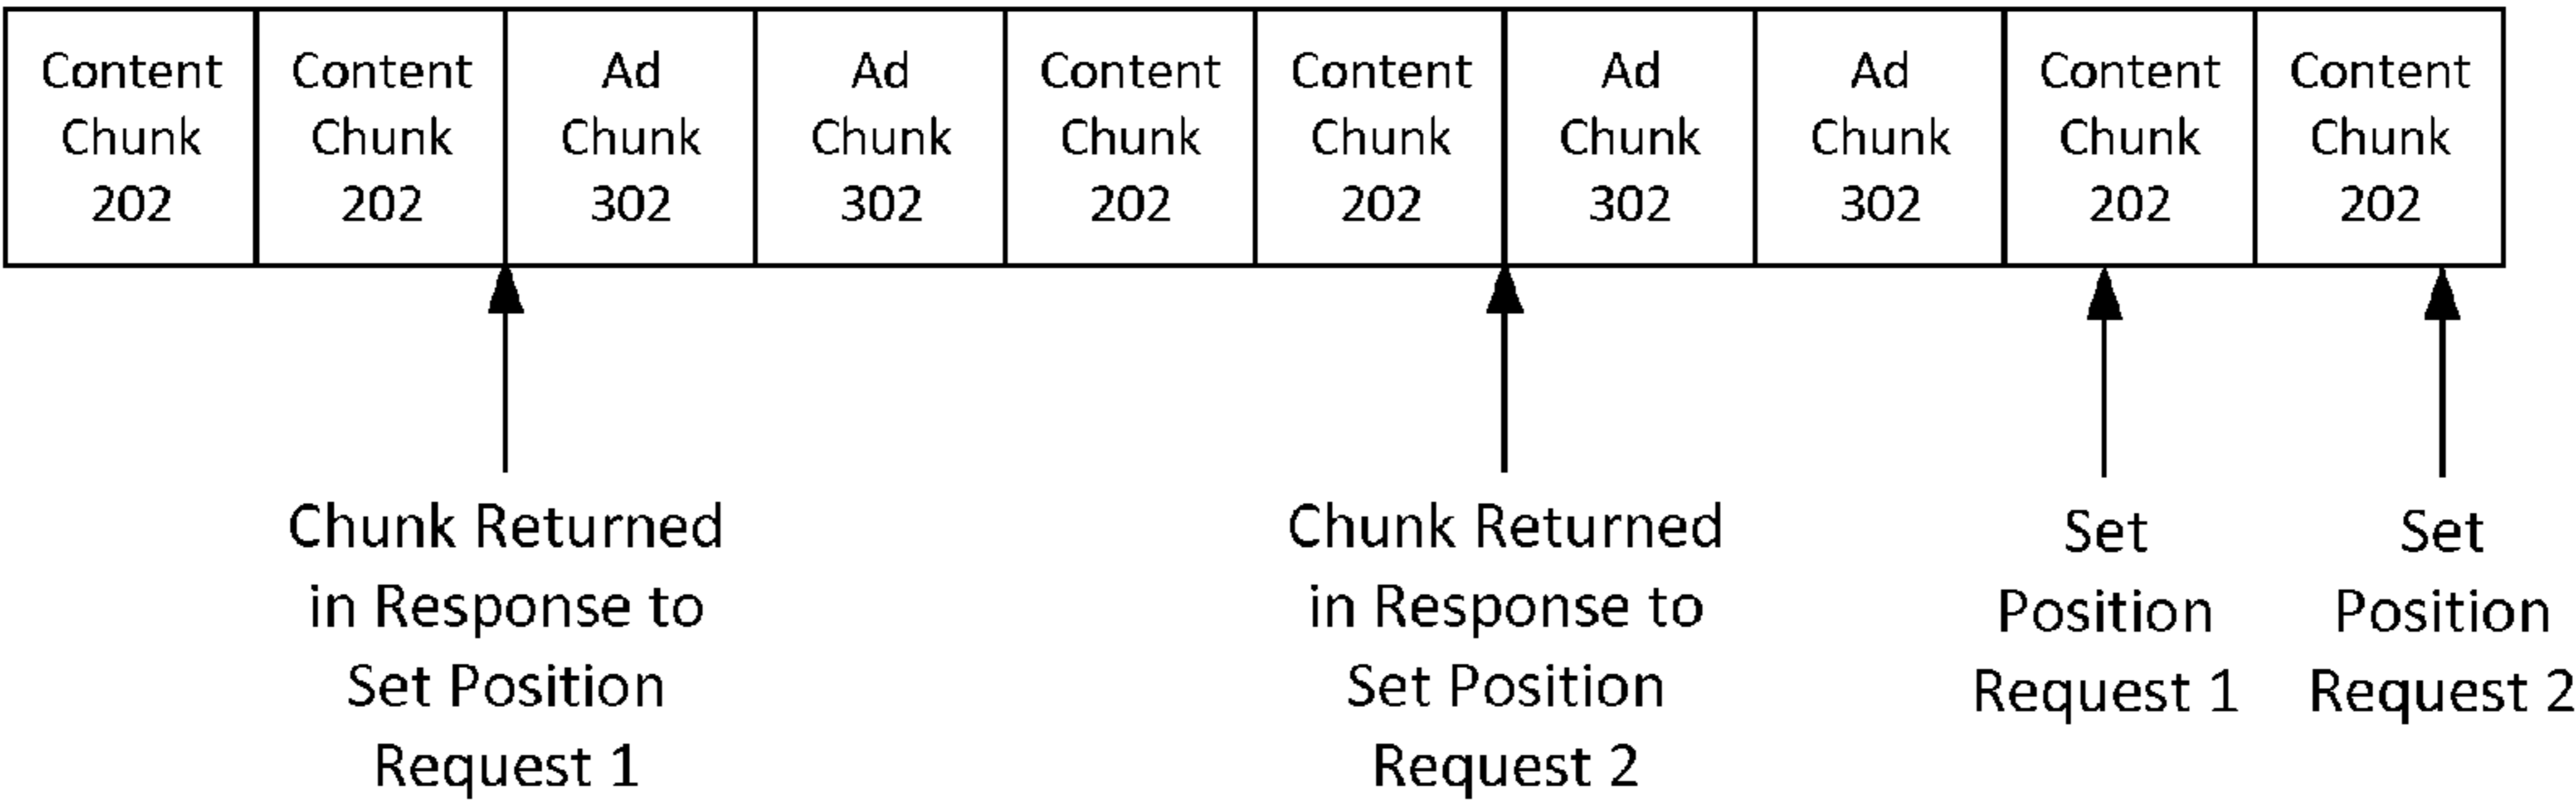 Content
Chunk
202
Content
Chunk
202
Ad
Chunk
302
Ad
Chunk
302
Content
Chunk
202
Content
Chunk
202
Ad
Chunk
302
Ad
Chunk
302
Content
Chunk
202
Content
Chunk
202
Chunk Returned
in Response to
Set Position
Request 1
Chunk Returned
in Response to
Set Position
Request 2
Set
Position
Request 1
Set
Position
Request 2